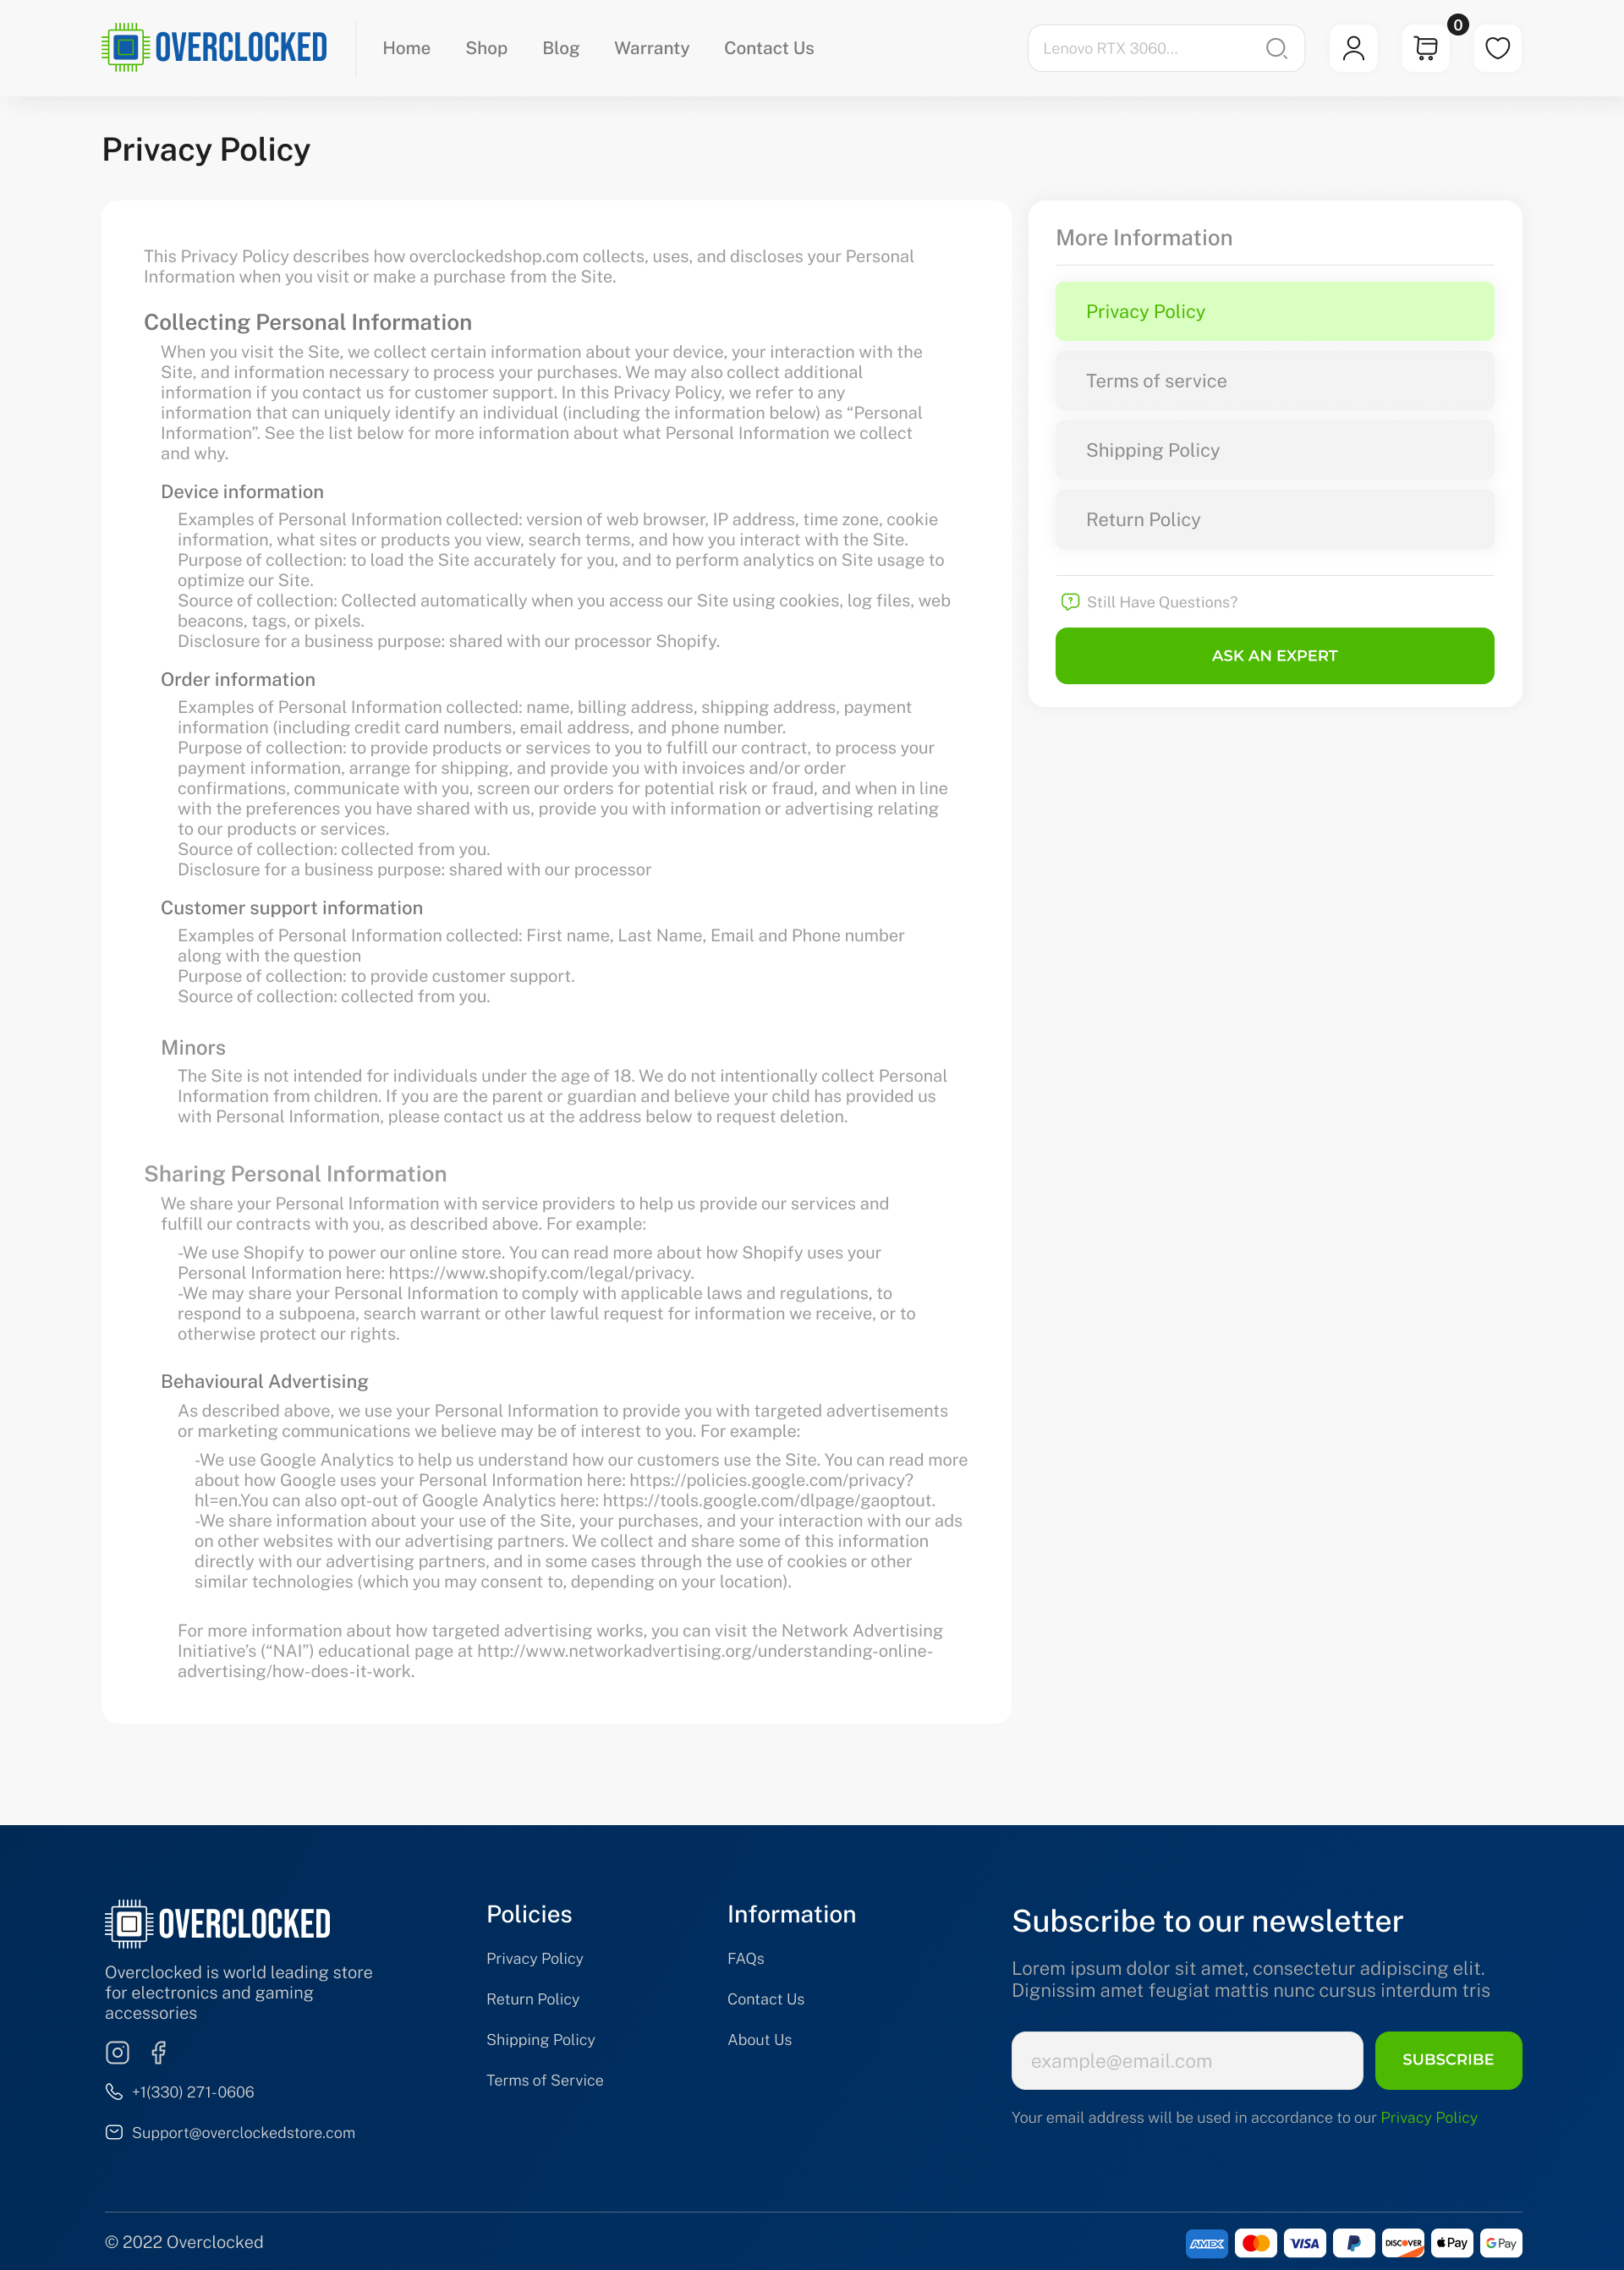 OVERCLOCKED
Home Shop Blog Warranty Contact Us
Lenovo RTX 3060...
0
Privacy Policy
This Privacy Policy describes how overclockedshop.com collects, uses, and discloses your Personal
Information when you visit or make a purchase from the Site.
Collecting Personal Information
When you visit the Site, we collect certain information about your device, your interaction with the
Site, and information necessary to process your purchases. We may also collect additional
information if you contact us for customer support. In this Privacy Policy, we refer to any
information that can uniquely identify an individual (including the information below) as “Personal
Information”. See the list below for more information about what Personal Information we collect
and why.
Device information
Examples of Personal Information collected: version of web browser, IP address, time zone, cookie
information, what sites or products you view, search terms, and how you interact with the Site.
Purpose of collection: to load the Site accurately for you, and to perform analytics on Site usage to
optimize our Site.
Source of collection: Collected automatically when you access our Site using cookies, log files, web
beacons, tags, or pixels.
Disclosure for a business purpose: shared with our processor Shopify.
Order information
Examples of Personal Information collected: name, billing address, shipping address, payment
information (including credit card numbers, email address, and phone number.
Purpose of collection: to provide products or services to you to fulfill our contract, to process your
payment information, arrange for shipping, and provide you with invoices and/or order
confirmations, communicate with you, screen our orders for potential risk or fraud, and when in line
with the preferences you have shared with us, provide you with information or advertising relating
to our products or services.
Source of collection: collected from you.
Disclosure for a business purpose: shared with our processor
Customer support information
Examples of Personal Information collected: First name, Last Name, Email and Phone number
along with the question
Purpose of collection: to provide customer support.
Source of collection: collected from you.
Minors
The Site is not intended for individuals under the age of 18. We do not intentionally collect Personal
Information from children. If you are the parent or guardian and believe your child has provided us
with Personal Information, please contact us at the address below to request deletion.
Sharing Personal Information
We share your Personal Information with service providers to help us provide our services and
fulfill our contracts with you, as described above. For example:
-We use Shopify to power our online store. You can read more about how Shopify uses your
Personal Information here: https://www.shopify.com/legal/privacy.
-We may share your Personal Information to comply with applicable laws and regulations, to
respond to a subpoena, search warrant or other lawful request for information we receive, or to
otherwise protect our rights.
Behavioural Advertising
As described above, we use your Personal Information to provide you with targeted advertisements
or marketing communications we believe may be of interest to you. For example:
-We use Google Analytics to help us understand how our customers use the Site. You can read more
about how Google uses your Personal Information here: https://policies.google.com/privacy?
hl=en.You can also opt-out of Google Analytics here: https://tools.google.com/dlpage/gaoptout.
-We share information about your use of the Site, your purchases, and your interaction with our ads
on other websites with our advertising partners. We collect and share some of this information
directly with our advertising partners, and in some cases through the use of cookies or other
similar technologies (which you may consent to, depending on your location).
For more information about how targeted advertising works, you can visit the Network Advertising
Initiative’s (“NAI”) educational page at http://www.networkadvertising.org/understanding-online-
advertising/how-does-it-work.
More Information
Privacy Policy
Terms of service
Shipping Policy
Return Policy
Still Have Questions?
ASK AN EXPERT
OVERCLOCKED
Overclocked is world leading store
for electronics and gaming
accessories
+1(330) 271-0606
Support@overclockedstore.com
Policies
Privacy Policy
Return Policy
Shipping Policy
Terms of Service
Information
FAQs
Contact Us
About Us
Subscribe to our newsletter
Lorem ipsum dolor sit amet, consectetur adipiscing elit.
Dignissim amet feugiat mattis nunc cursus interdum tris
example@email.com
SUBSCRIBE
Your email address will be used in accordance to our Privacy Policy
© 2022 Overclocked
AMEX VISA DISCOVER Pay G Pay